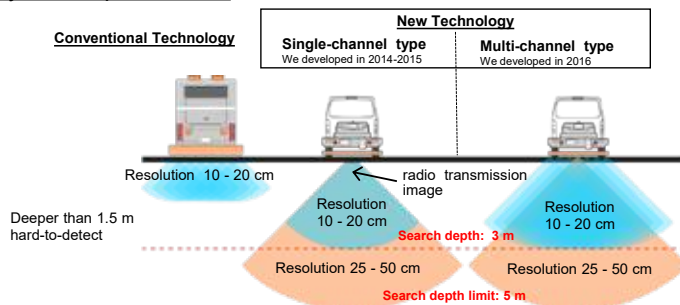 New Technology
Conventional Technology
Single-channel type
We developed in 2014-2015
Multi-channel type
We developed in 2016
Resolution 10 - 20 cm
radio transmission
image
Resolution
10 - 20 cm
Resolution
10 - 20 cm
Deeper than 1.5 m
hard-to-detect
Search depth: 3 m
Resolution 25 - 50 cm
Resolution 25 - 50 cm
Search depth limit: 5 m